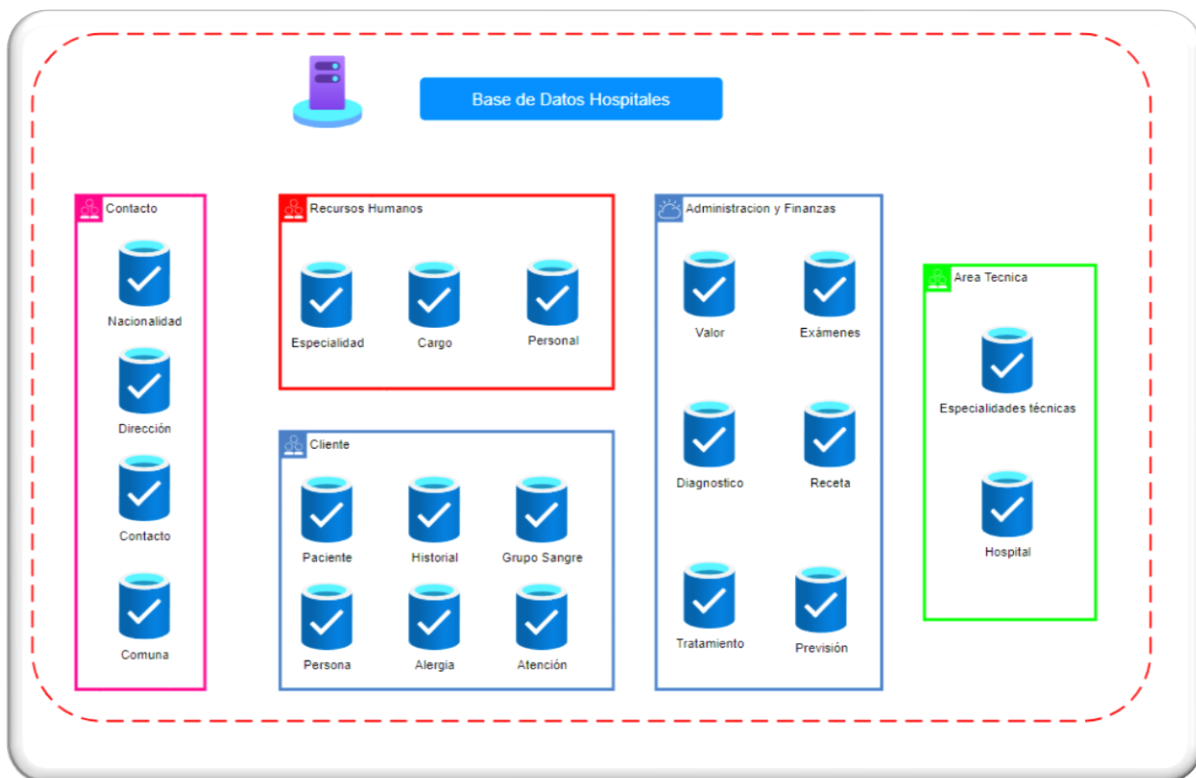 Base de Datos Hospitales
Contacto
Nacionalidad
Dirección
Contacto
Comuna
Recursos Humanos
Especialidad
Cargo
Personal
Cliente
Paciente
Historial
Grupo Sangre
Persona
Alergia
Atención
Administracion y Finanzas
Valor
Exámenes
Diagnostico
Receta
Tratamiento
Previsión
Area Tecnica
Especialidades técnicas
Hospital